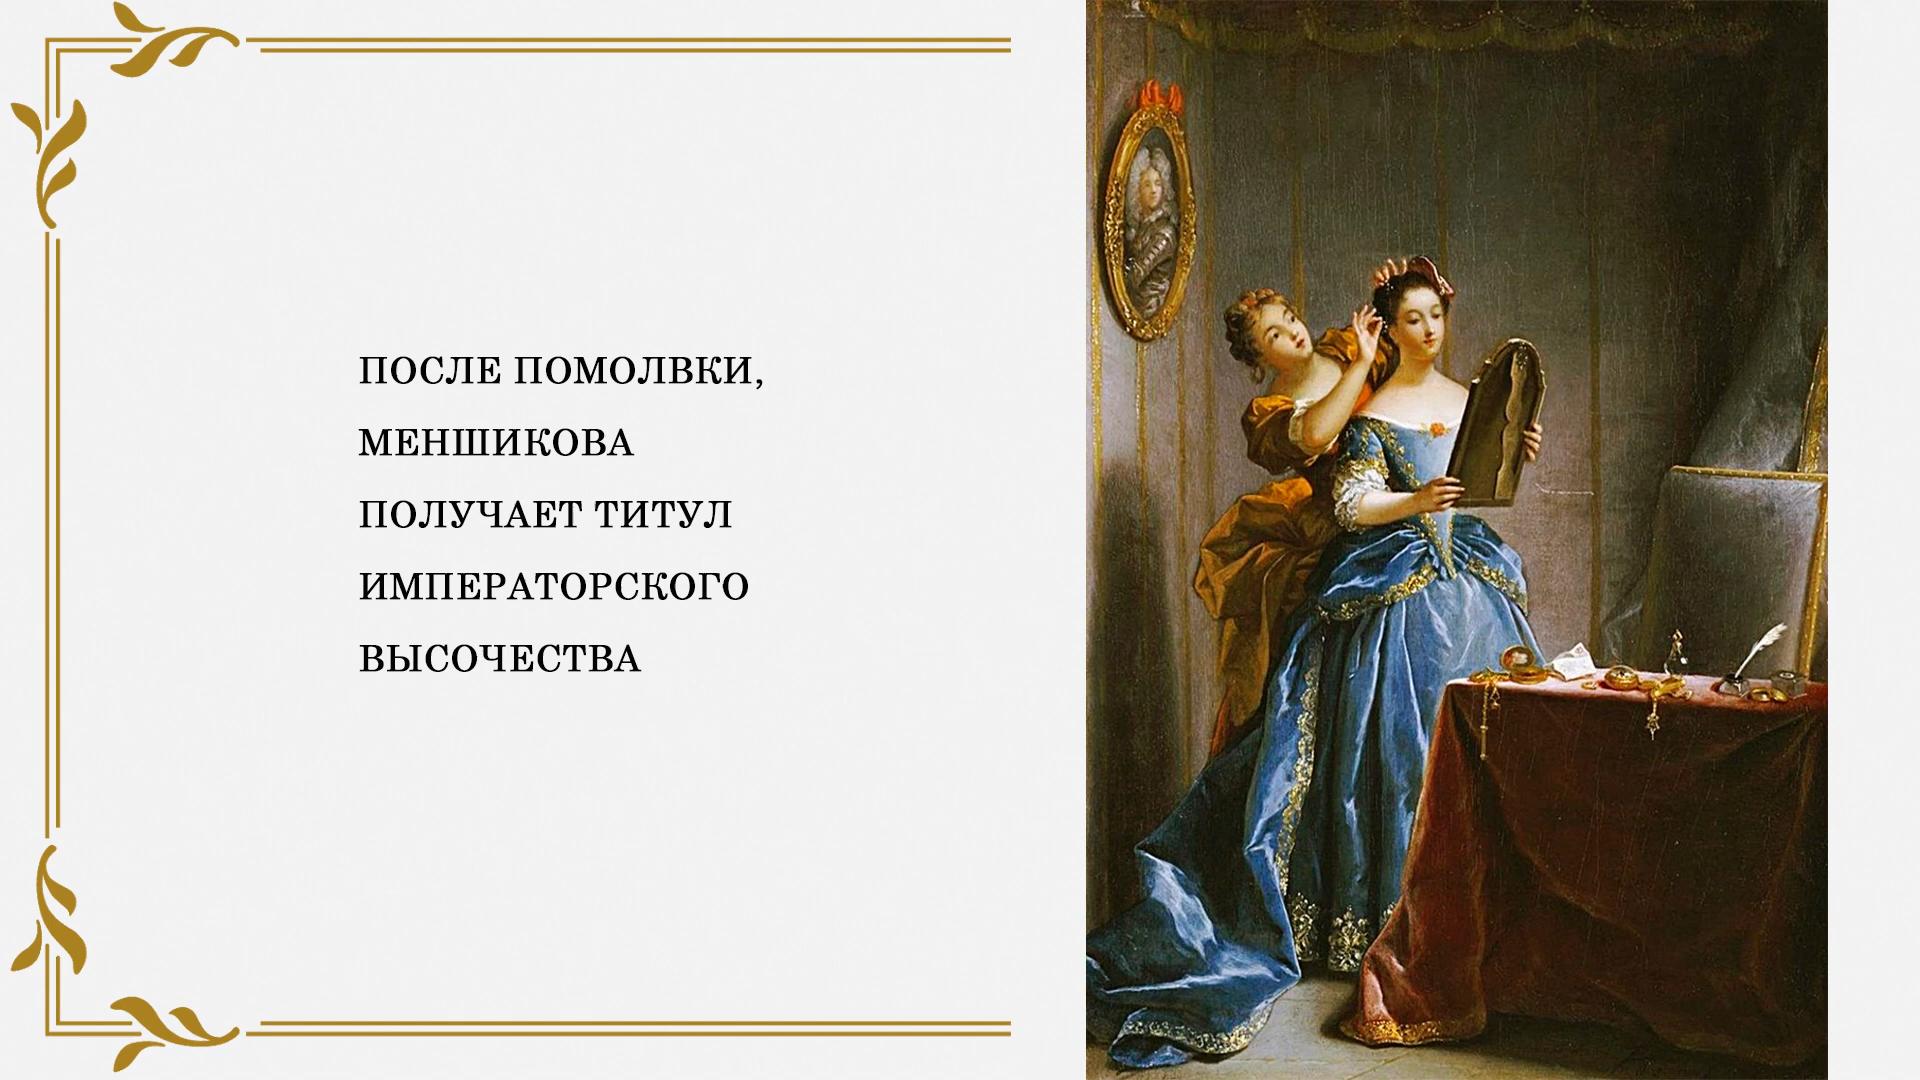 ПОСЛЕ ПОМОЛВКИ,
МЕНШИКОВА
ПОЛУЧАЕТ ТИТУЛ
ИМПЕРАТОРСКОГО
ВЫСОЧЕСТВА